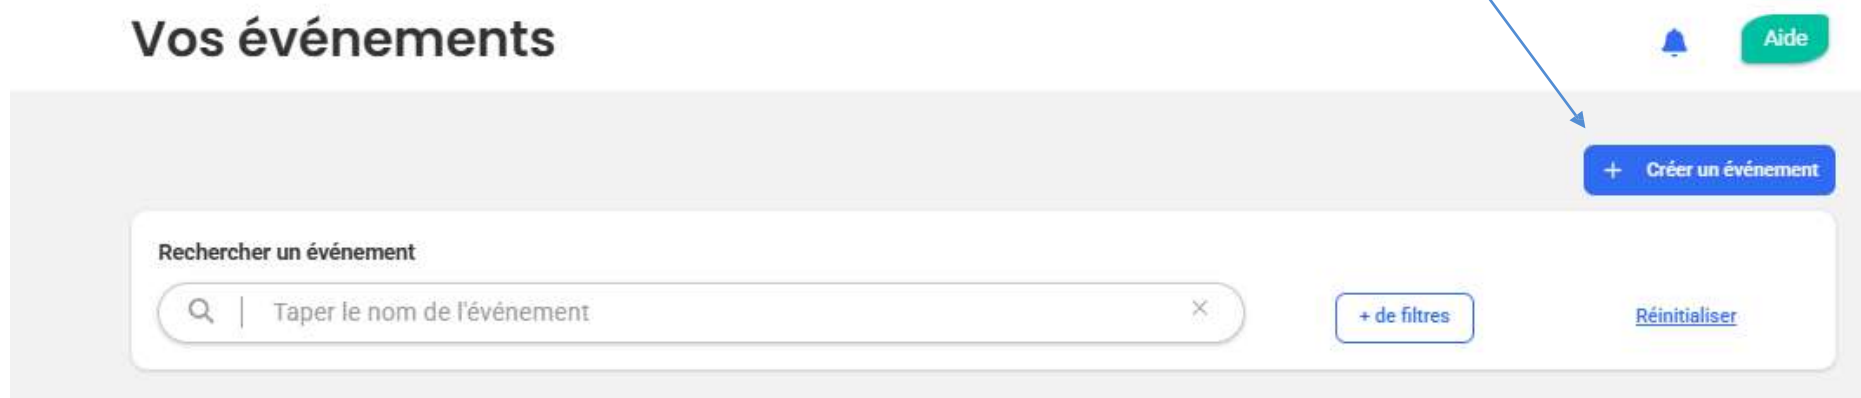 Vos événements
Aide
+ Créer un événement
Rechercher un événement
Taper le nom de l'événement
+ de filtres
Réinitialiser